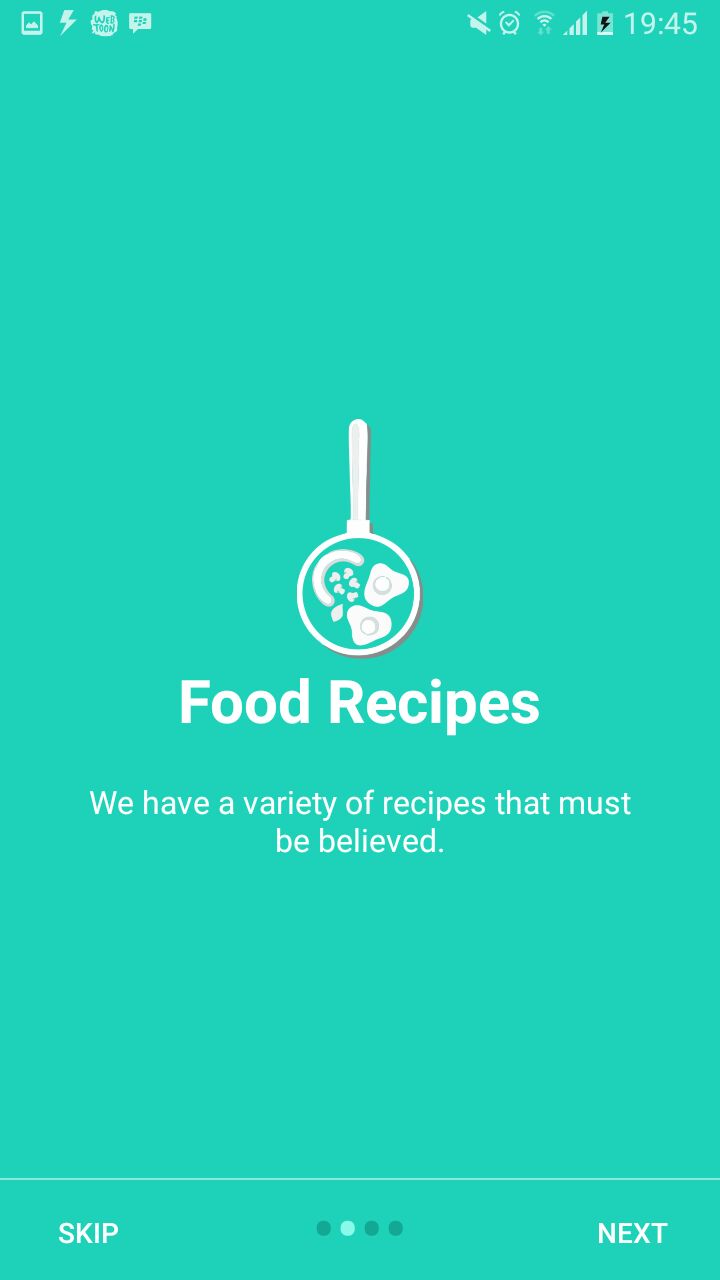 WEB
TOON
19:45
Food Recipes
We have a variety of recipes that must
be believed.
SKIP
NEXT